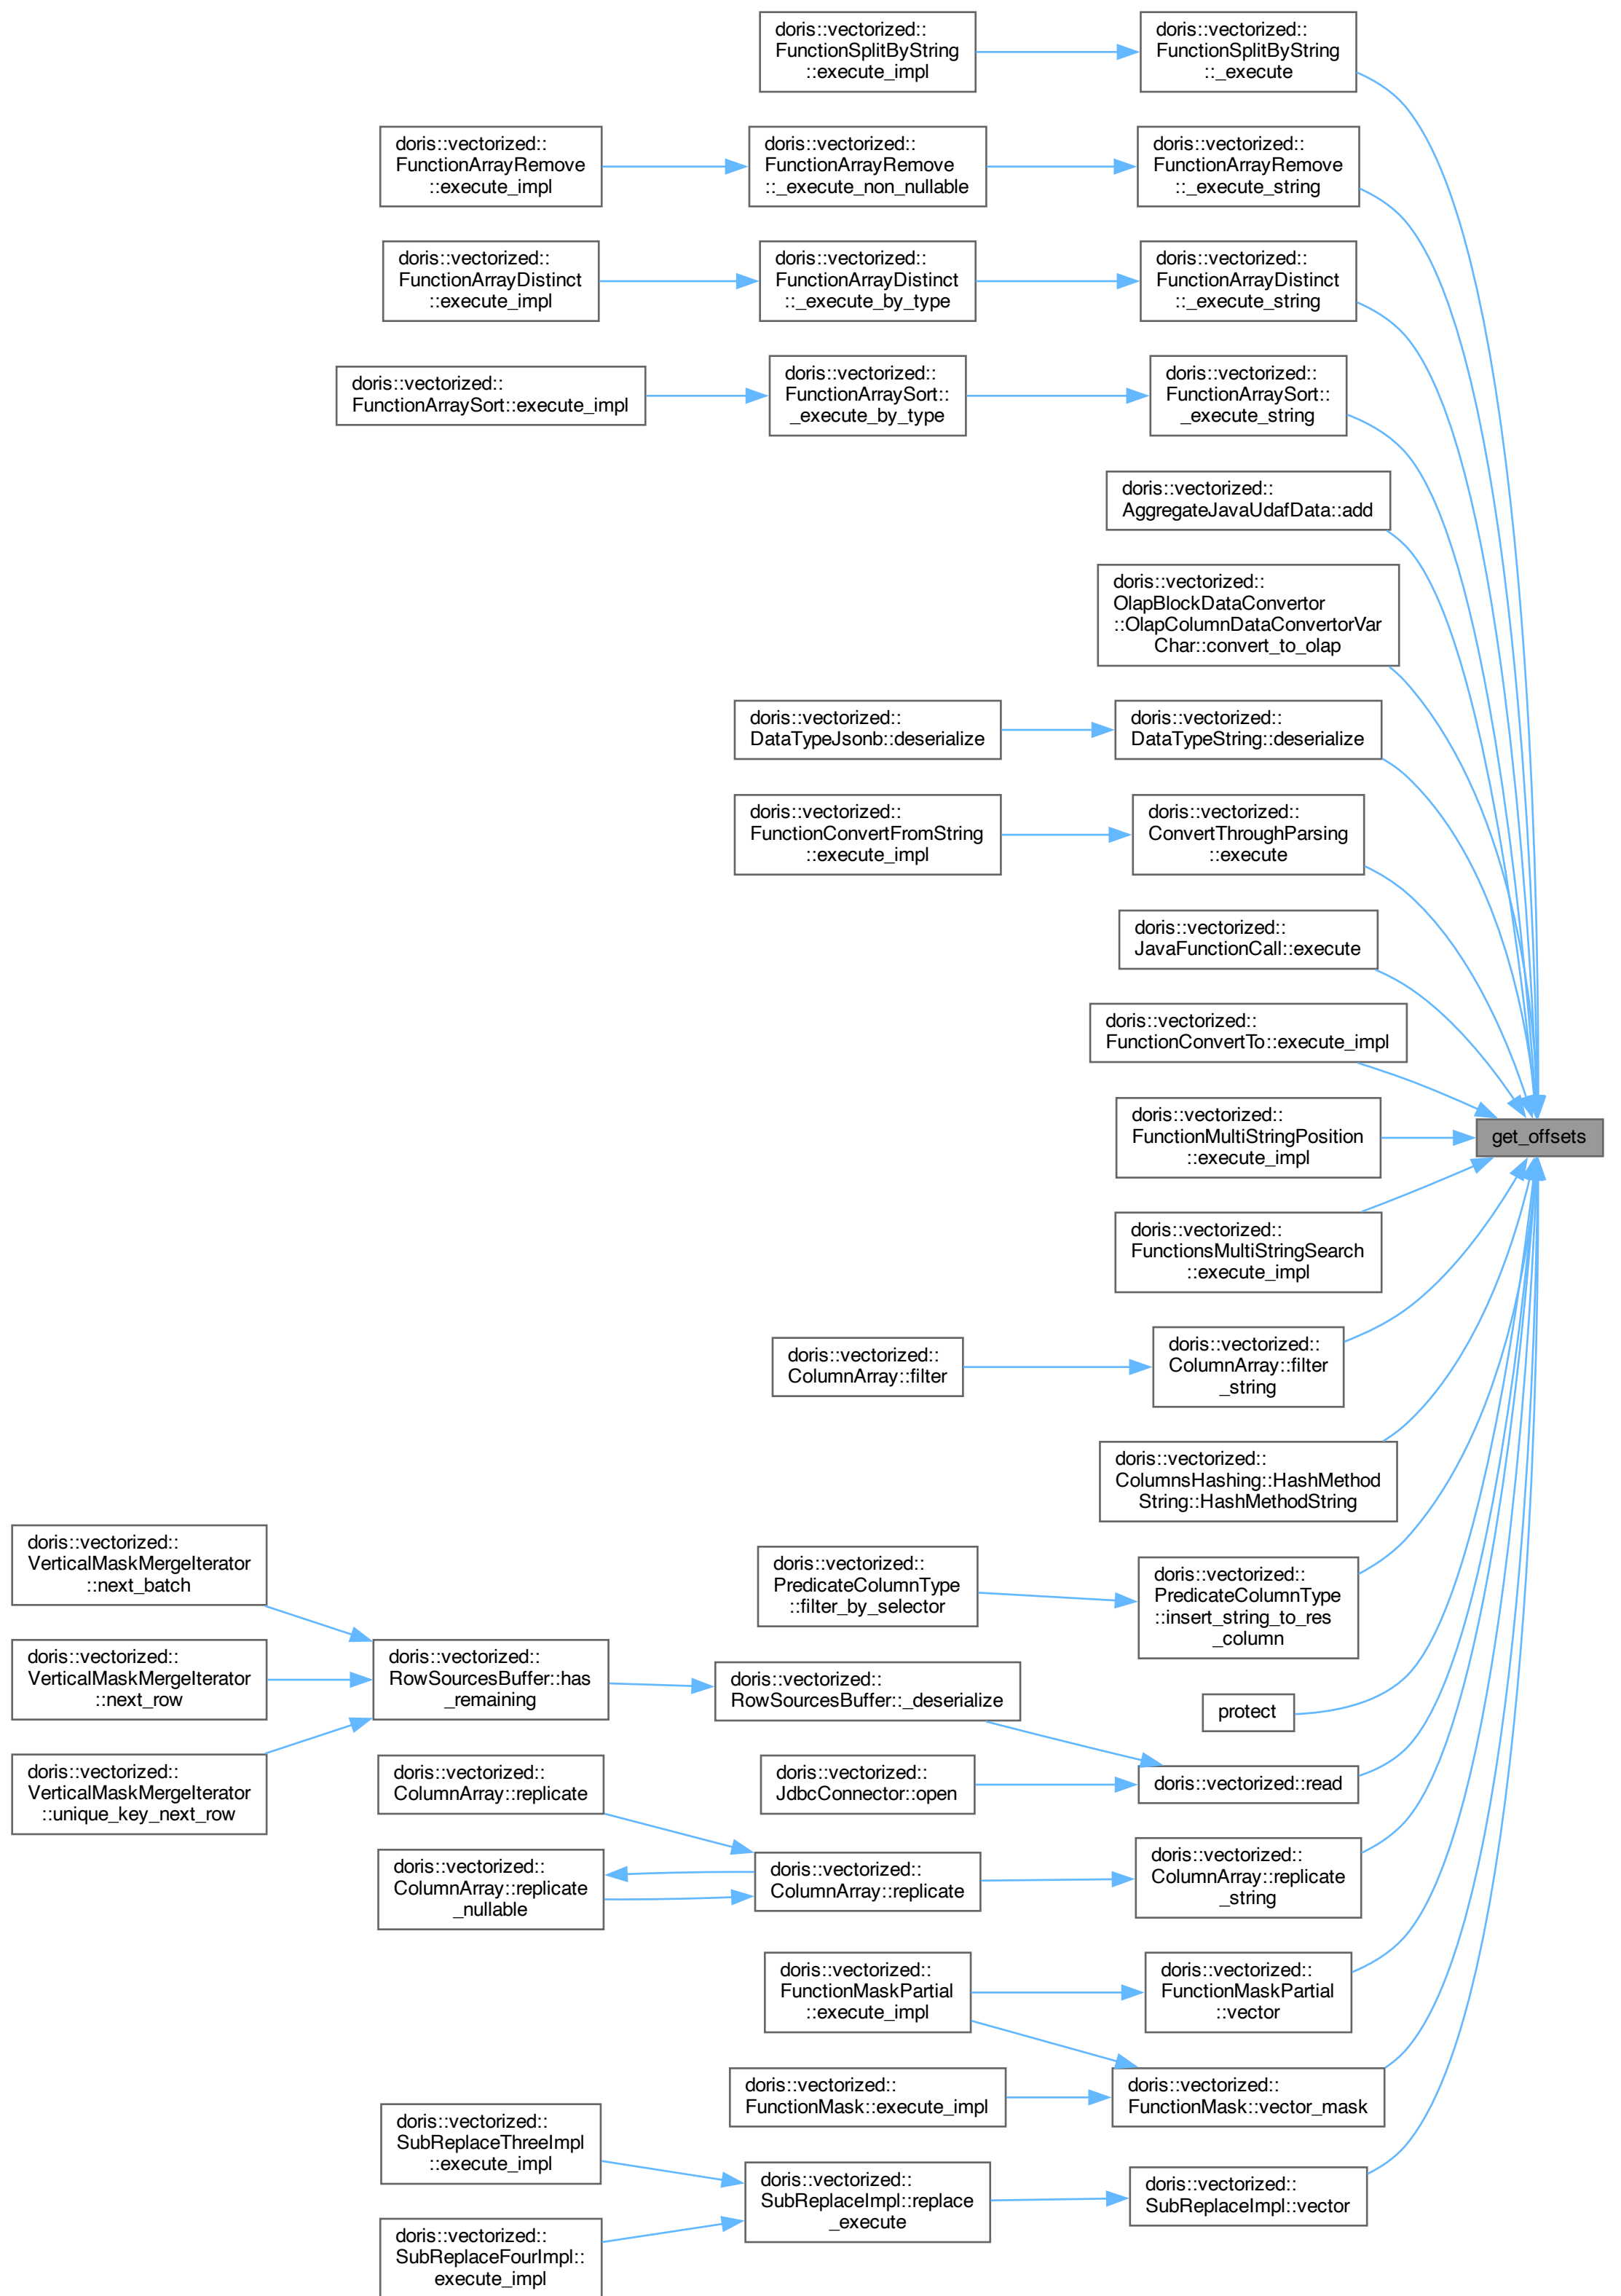 doris::vectorized::
FunctionSplitByString
::execute_impl
doris::vectorized::
FunctionSplitByString
::_execute
doris::vectorized::
FunctionArrayRemove
::execute_impl
doris::vectorized::
FunctionArrayRemove
::_execute_non_nullable
doris::vectorized::
FunctionArrayRemove
::_execute_string
doris::vectorized::
FunctionArrayDistinct
::execute_impl
doris::vectorized::
FunctionArrayDistinct
::_execute_by_type
doris::vectorized::
FunctionArrayDistinct
::_execute_string
doris::vectorized::
FunctionArraySort::execute_impl
doris::vectorized::
FunctionArraySort::
_execute_by_type
doris::vectorized::
FunctionArraySort::
_execute_string
doris::vectorized::
AggregateJavaUdafData::add
doris::vectorized::
OlapBlockDataConvertor
::OlapColumnDataConvertorVar
Char::convert_to_olap
doris::vectorized::
DataTypeJsonb::deserialize
doris::vectorized::
DataTypeString::deserialize
doris::vectorized::
FunctionConvertFromString
::execute_impl
doris::vectorized::
ConvertThroughParsing
::execute
doris::vectorized::
JavaFunctionCall::execute
doris::vectorized::
FunctionConvertTo::execute_impl
doris::vectorized::
FunctionMultiStringPosition
::execute_impl
get_offsets
doris::vectorized::
FunctionsMultiStringSearch
::execute_impl
doris::vectorized::
ColumnArray::filter
doris::vectorized::
ColumnArray::filter
_string
doris::vectorized::
ColumnsHashing::HashMethod
String::HashMethodString
doris::vectorized::
VerticalMaskMergeIterator
::next_batch
doris::vectorized::
PredicateColumnType
::filter_by_selector
doris::vectorized::
PredicateColumnType
::insert_string_to_res
_column
doris::vectorized::
VerticalMaskMergeIterator
::next_row
doris::vectorized::
RowSourcesBuffer::has
_remaining
doris::vectorized::
RowSourcesBuffer::_deserialize
protect
doris::vectorized::
VerticalMaskMergeIterator
::unique_key_next_row
doris::vectorized::
ColumnArray::replicate
doris::vectorized::
JdbcConnector::open
doris::vectorized::read
doris::vectorized::
ColumnArray::replicate
_nullable
doris::vectorized::
ColumnArray::replicate
doris::vectorized::
ColumnArray::replicate
_string
doris::vectorized::
FunctionMaskPartial
::execute_impl
doris::vectorized::
FunctionMaskPartial
::vector
doris::vectorized::
FunctionMask::execute_impl
doris::vectorized::
FunctionMask::vector_mask
doris::vectorized::
SubReplaceThreeImpl
::execute_impl
doris::vectorized::
SubReplaceImpl::replace
_execute
doris::vectorized::
SubReplaceImpl::vector
doris::vectorized::
SubReplaceFourImpl::
execute_impl